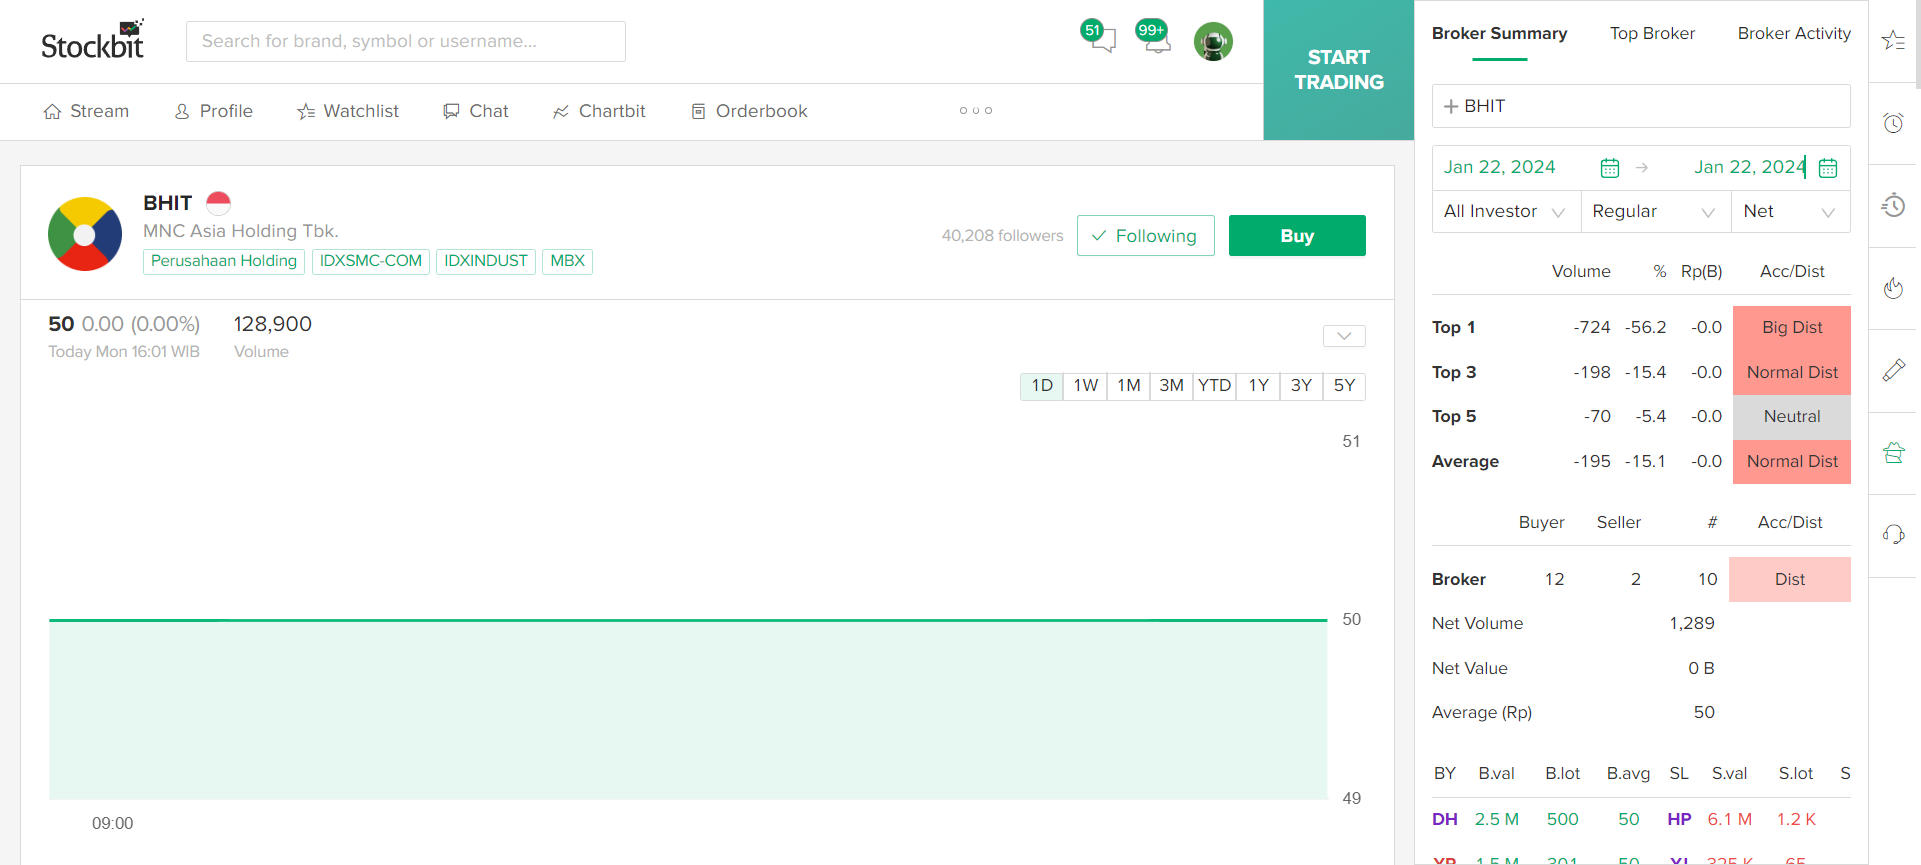 Stockbit
Search for brand, symbol or username...
51
99+
START
TRADING
Stream
Profile
Watchlist
Chat
Chartbit
Orderbook
BHIT
MNC Asia Holding Tbk.
Perusahaan Holding
IDXSMC-COM
IDXINDUST
MBX
40,208 followers
Following
Buy
50 0.00 (0.00%)
128,900
Today Mon 16:01 WIB
Volume
1D 1W 1M 3M YTD 1Y 3Y 5Y
51
50
49
09:00
Broker Summary Top Broker Broker Activity
BHIT
Jan 22, 2024 → Jan 22, 2024
All Investor Regular Net
Volume % Rp(B) Acc/Dist
Top 1 -724 -56.2 -0.0 Big Dist
Top 3 -198 -15.4 -0.0 Normal Dist
Top 5 -70 -5.4 -0.0 Neutral
Average -195 -15.1 -0.0 Normal Dist
Buyer Seller # Acc/Dist
Broker 12 2 10 Dist
Net Volume 1,289
Net Value 0 B
Average (Rp) 50
BY B.val B.lot B.avg SL S.val S.lot S
DH 2.5 M 500 50 HP 6.1 M 1.2 K